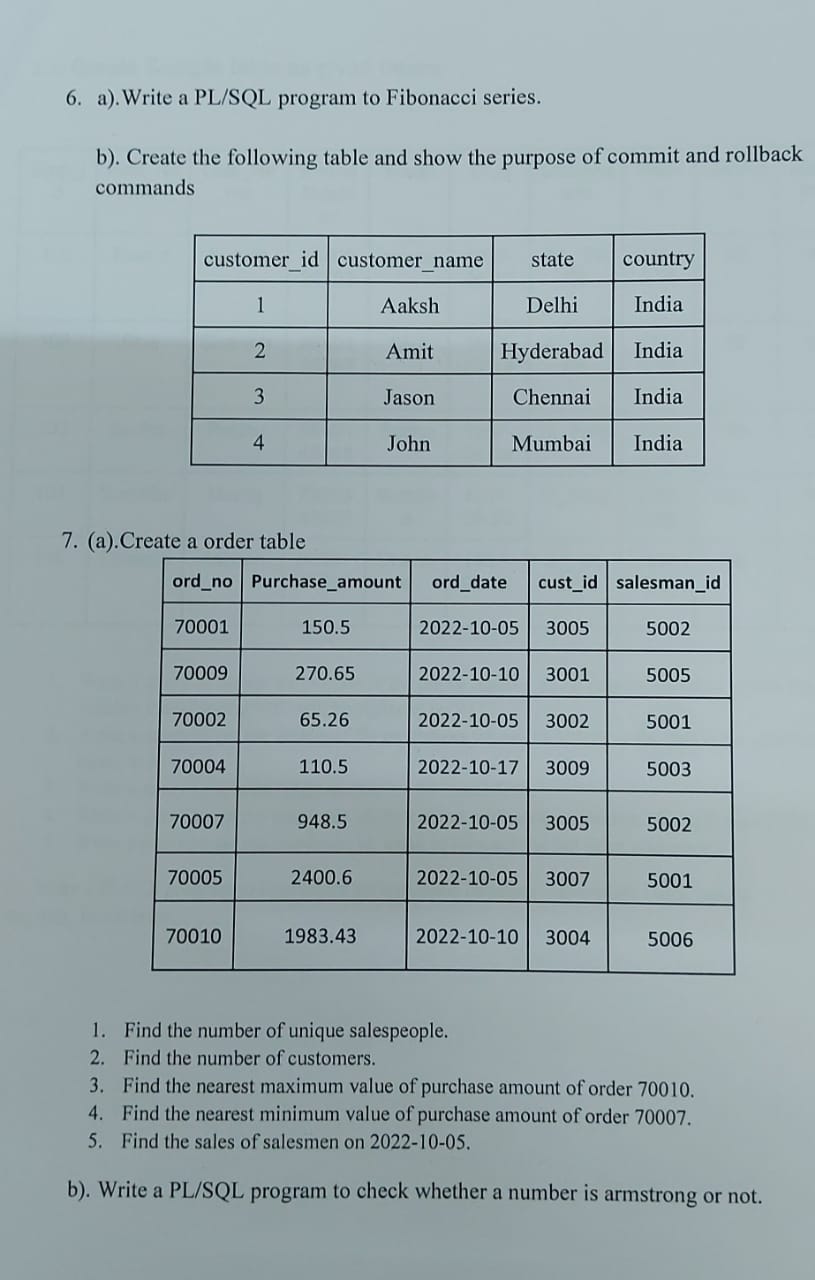 6. a).Write a PL/SQL program to Fibonacci series.
b). Create the following table and show the purpose of commit and rollback
commands
customer_id customer_name state country
1 Aaksh Delhi India
2 Amit Hyderabad India
3 Jason Chennai India
4 John Mumbai India
7. (a).Create a order table
ord_no Purchase_amount ord_date cust_id salesman_id
70001 150.5 2022-10-05 3005 5002
70009 270.65 2022-10-10 3001 5005
70002 65.26 2022-10-05 3002 5001
70004 110.5 2022-10-17 3009 5003
70007 948.5 2022-10-05 3005 5002
70005 2400.6 2022-10-05 3007 5001
70010 1983.43 2022-10-10 3004 5006
1. Find the number of unique salespeople.
2. Find the number of customers.
3. Find the nearest maximum value of purchase amount of order 70010.
4. Find the nearest minimum value of purchase amount of order 70007.
5. Find the sales of salesmen on 2022-10-05.
b). Write a PL/SQL program to check whether a number is armstrong or not.